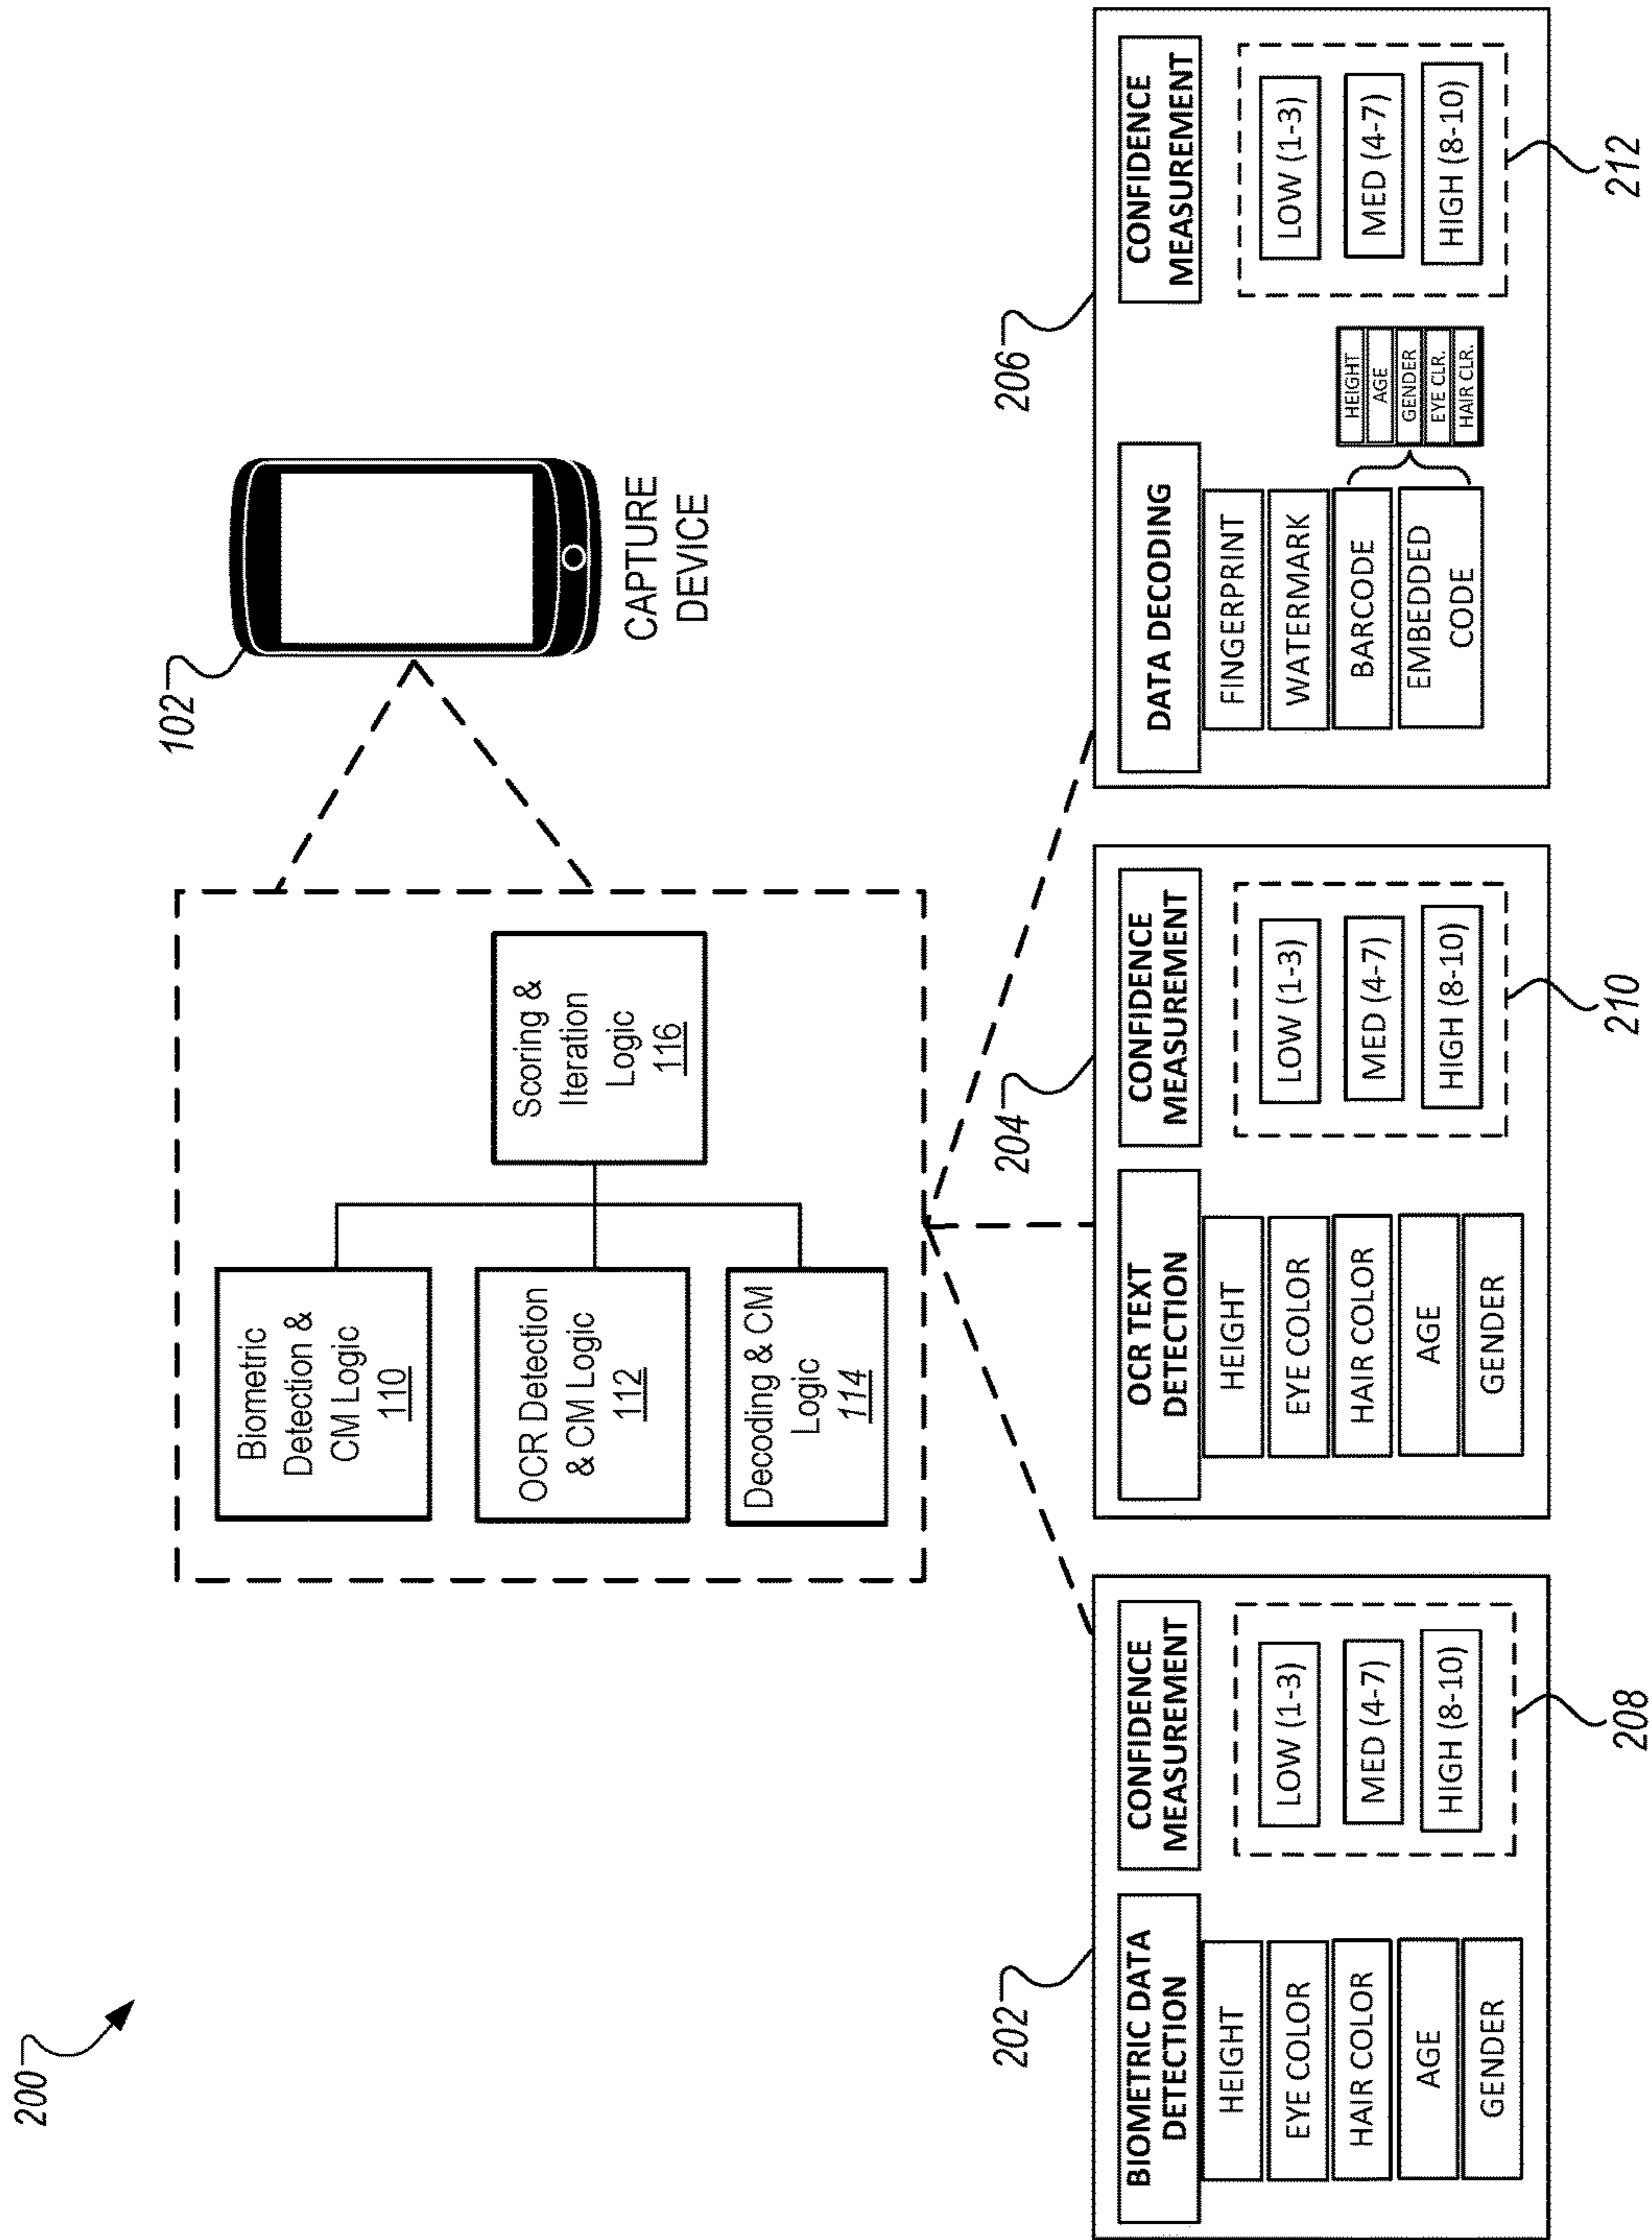 200
102
CAPTURE
DEVICE
Biometric
Detection &
CM Logic
110
OCR Detection
& CM Logic
112
Decoding & CM
Logic
114
Scoring &
Iteration
Logic
116
202
BIOMETRIC DATA
DETECTION
HEIGHT
EYE COLOR
HAIR COLOR
AGE
GENDER
CONFIDENCE
MEASUREMENT
LOW (1-3)
MED (4-7)
HIGH (8-10)
208
204
OCR TEXT
DETECTION
HEIGHT
EYE COLOR
HAIR COLOR
AGE
GENDER
CONFIDENCE
MEASUREMENT
LOW (1-3)
MED (4-7)
HIGH (8-10)
210
206
DATA DECODING
FINGERPRINT
WATERMARK
BARCODE
EMBEDDED
CODE
HEIGHT
AGE
GENDER
EYE CLR.
HAIR CLR.
CONFIDENCE
MEASUREMENT
LOW (1-3)
MED (4-7)
HIGH (8-10)
212